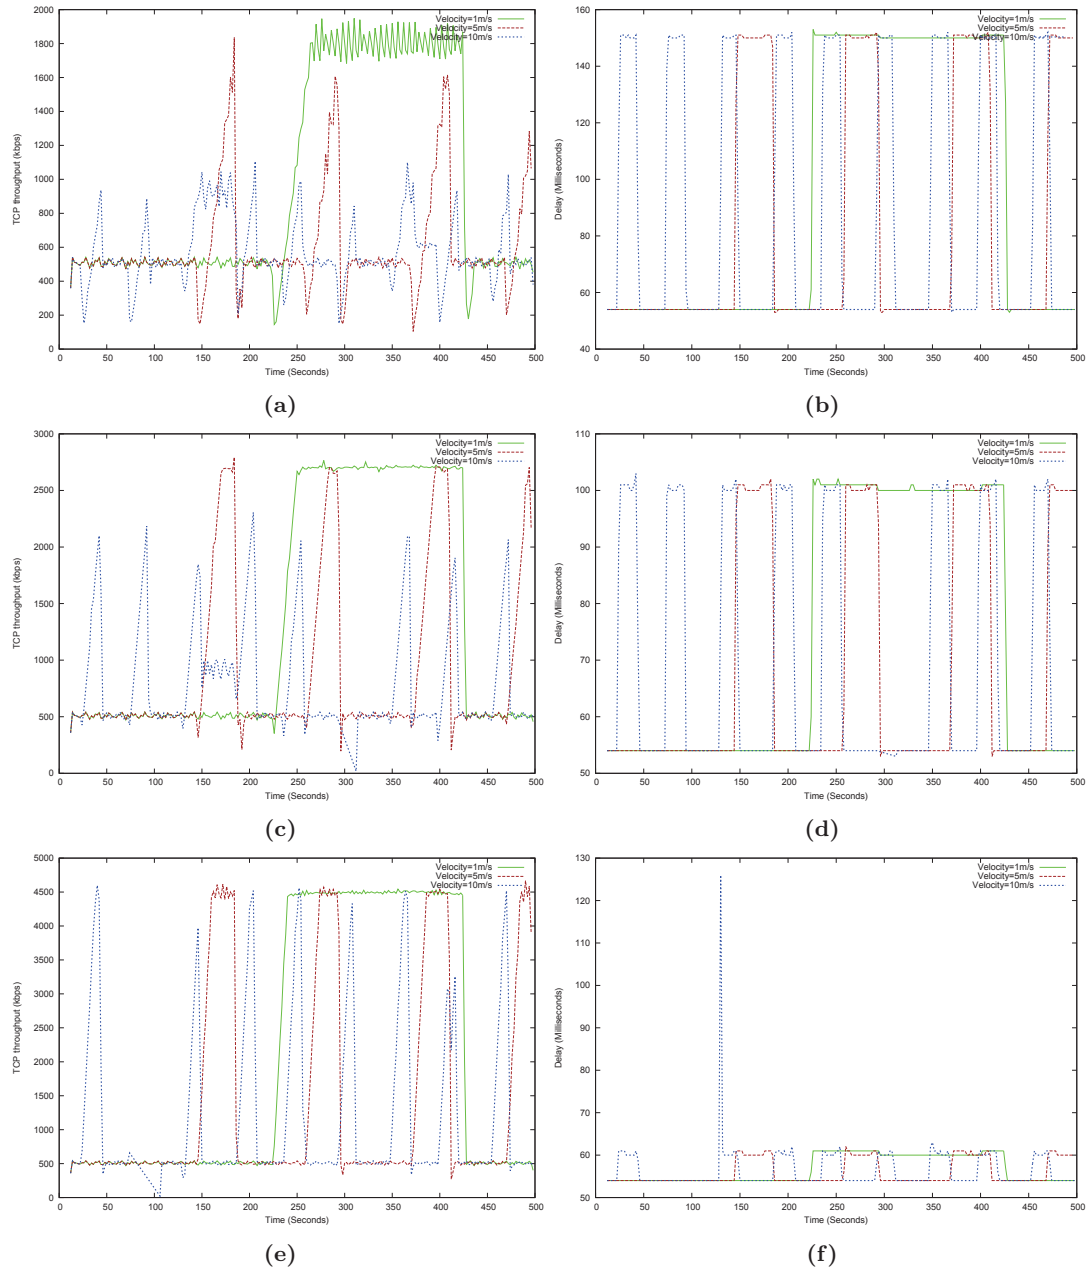 2000
1800
1600
1400
1200
1000
800
600
400
200
0
TCP throughput (kbps)
Velocity=1m/s
Velocity=5m/s
Velocity=10m/s
0 50 100 150 200 250 300 350 400 450 500
Time (Seconds)
(a)
160
140
120
100
80
60
40
Delay (Milliseconds)
Velocity=1m/s
Velocity=5m/s
Velocity=10m/s
0 50 100 150 200 250 300 350 400 450 500
Time (Seconds)
(b)
3000
2500
2000
1500
1000
500
0
TCP throughput (kbps)
Velocity=1m/s
Velocity=5m/s
Velocity=10m/s
0 50 100 150 200 250 300 350 400 450 500
Time (Seconds)
(c)
110
100
90
80
70
60
50
Delay (Milliseconds)
Velocity=1m/s
Velocity=5m/s
Velocity=10m/s
0 50 100 150 200 250 300 350 400 450 500
Time (Seconds)
(d)
5000
4500
4000
3500
3000
2500
2000
1500
1000
500
0
TCP throughput (kbps)
Velocity=1m/s
Velocity=5m/s
Velocity=10m/s
0 50 100 150 200 250 300 350 400 450 500
Time (Seconds)
(e)
130
120
110
100
90
80
70
60
50
Delay (Milliseconds)
Velocity=1m/s
Velocity=5m/s
Velocity=10m/s
0 50 100 150 200 250 300 350 400 450 500
Time (Seconds)
(f)